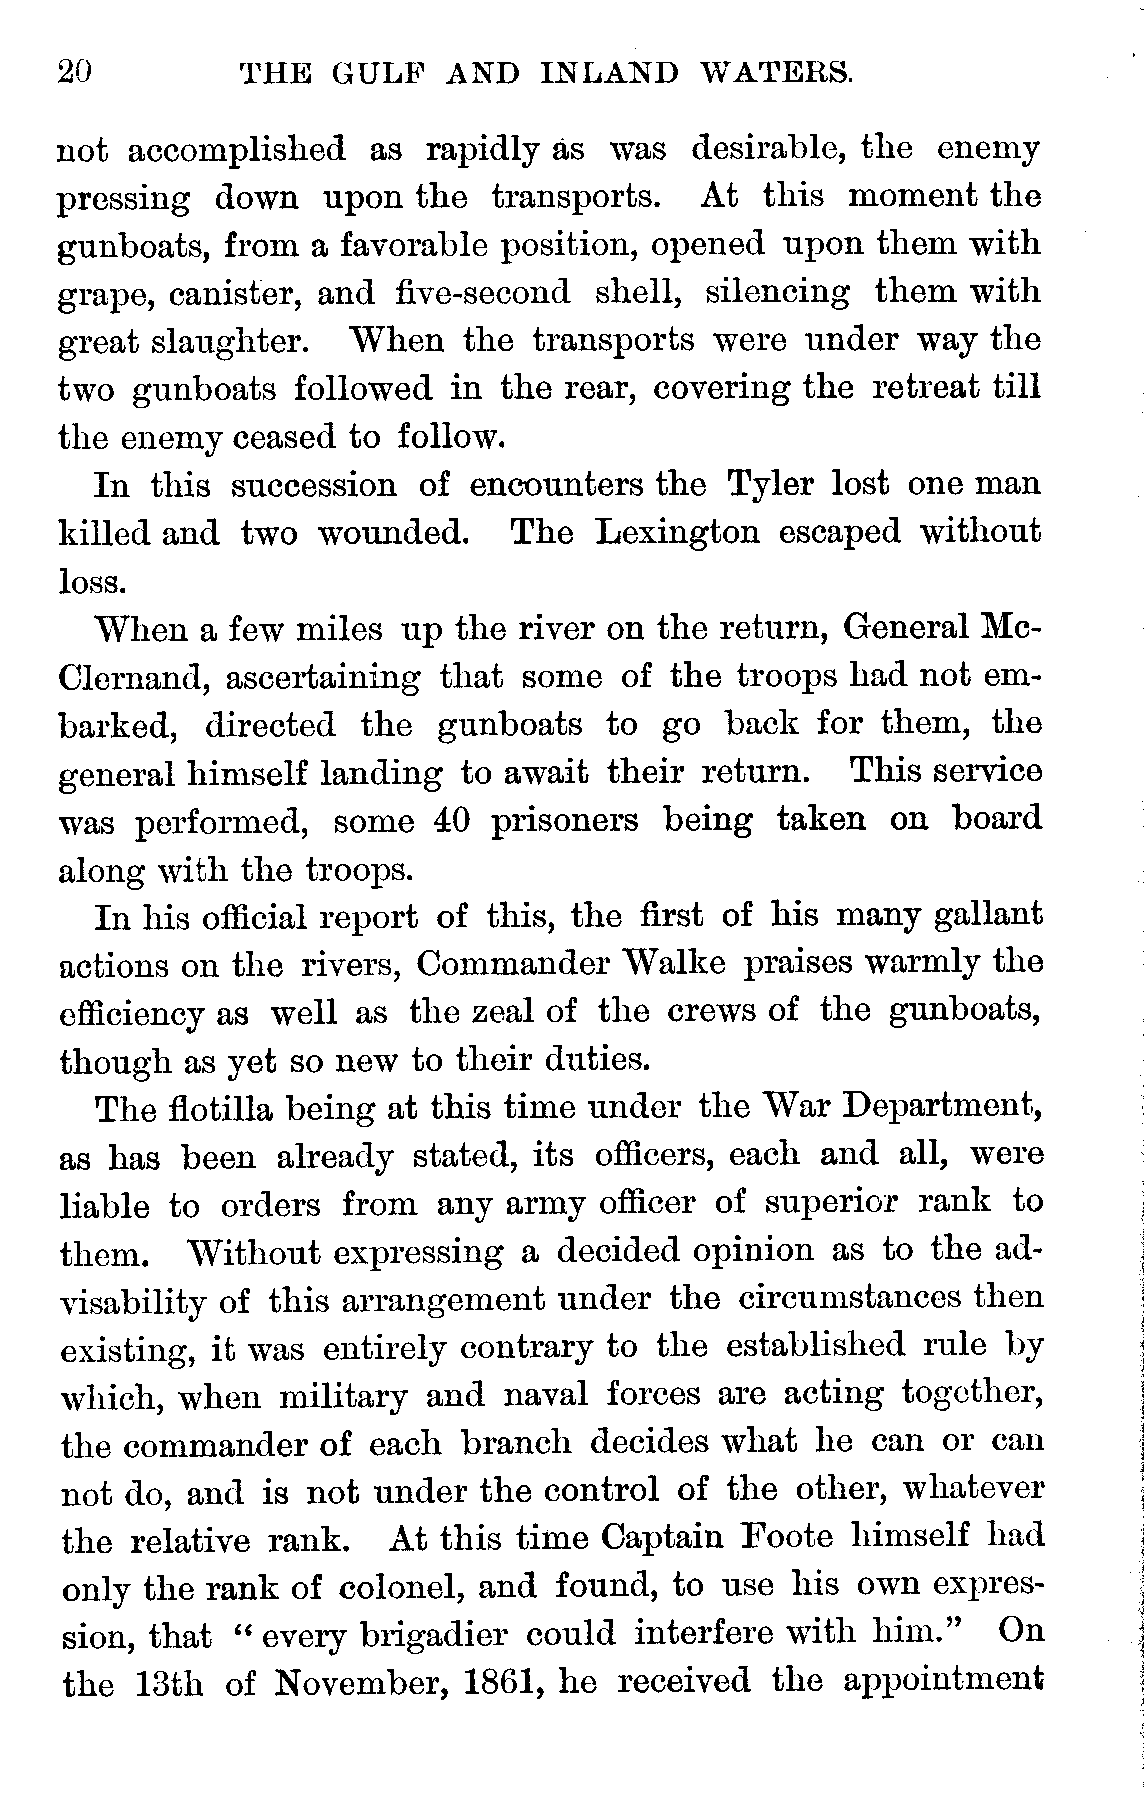 20 THE GULF AND INLAND WATERS.
not accomplished as rapidly as was desirable, the enemy
pressing down upon the transports. At this moment the
gunboats, from a favorable position, opened upon them with
grape, canister, and five-second shell, silencing them with
great slaughter. When the transports were under way the
two gunboats followed in the rear, covering the retreat till
the enemy ceased to follow.
In this succession of encounters the Tyler lost one man
killed and two wounded. The Lexington escaped without
loss.
When a few miles up the river on the return, General Mc-
Clernand, ascertaining that some of the troops had not em-
barked, directed the gunboats to go back for them, the
general himself landing to await their return. This service
was performed, some 40 prisoners being taken on board
along with the troops.
In his official report of this, the first of his many gallant
actions on the rivers, Commander Walke praises warmly the
efficiency as well as the zeal of the crews of the gunboats,
though as yet so new to their duties.
The flotilla being at this time under the War Department,
as has been already stated, its officers, each and all, were
liable to orders from any army officer of superior rank to
them. Without expressing a decided opinion as to the ad-
visability of this arrangement under the circumstances then
existing, it was entirely contrary to the established rule by
which, when military and naval forces are acting together,
the commander of each branch decides what he can or can
not do, and is not under the control of the other, whatever
the relative rank. At this time Captain Foote himself had
only the rank of colonel, and found, to use his own expres-
sion, that " every brigadier could interfere with him." On
the 13th of November, 1861, he received the appointment